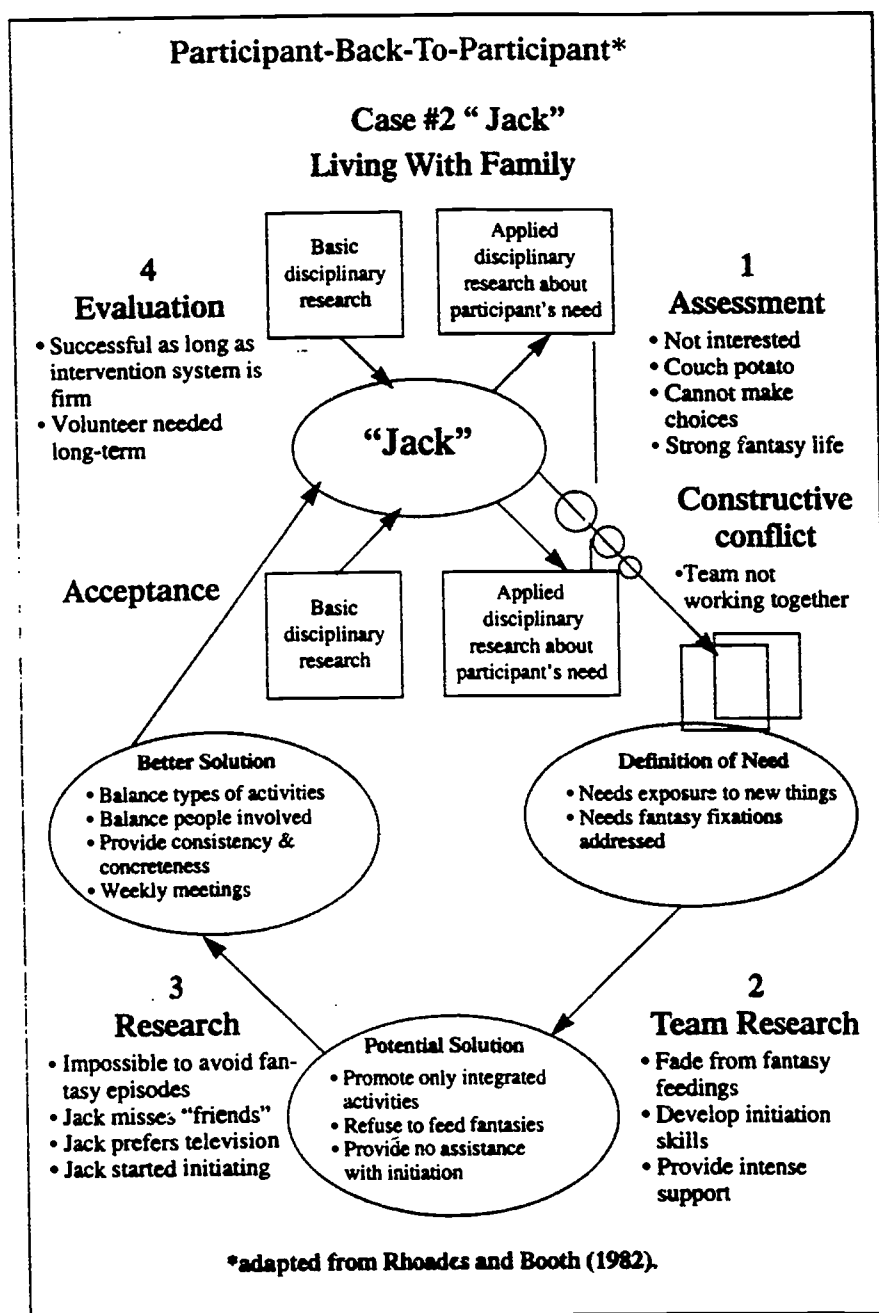 Participant-Back-To-Participant*
Case #2 “ Jack”
Living With Family
Basic
disciplinary
research
Applied
disciplinary
research about
participant’s need
4
Evaluation
• Successful as long as
intervention system is
firm
• Volunteer needed
long-term
1
Assessment
• Not interested
• Couch potato
• Cannot make
choices
• Strong fantasy life
“Jack”
Constructive
conflict
•Team not
working together
Acceptance
Basic
disciplinary
research
Applied
disciplinary
research about
participant’s need
Better Solution
• Balance types of activities
• Balance people involved
• Provide consistency &
concreteness
• Weekly meetings
Definition of Need
• Needs exposure to new things
• Needs fantasy fixations
addressed
3
Research
• Impossible to avoid fan-
tasy episodes
• Jack misses “friends”
• Jack prefers television
• Jack started initiating
Potential Solution
• Promote only integrated
activities
• Refuse to feed fantasies
• Provide no assistance
with initiation
2
Team Research
• Fade from fantasy
feedings
• Develop initiation
skills
• Provide intense
support
*adapted from Rhoades and Booth (1982).